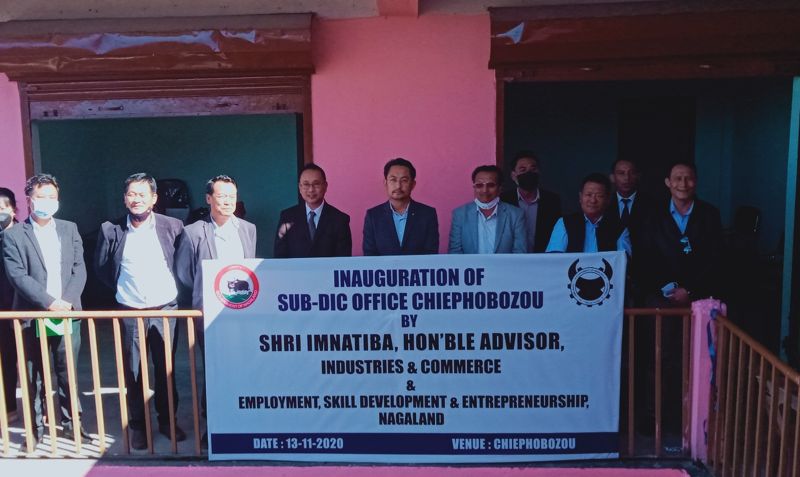 INAUGURATION OF
SUB-DIC OFFICE CHIEPHOBOZOU
BY
SHRI IMNATIBA, HON'BLE ADVISOR,
INDUSTRIES & COMMERCE
&
EMPLOYMENT, SKILL DEVELOPMENT & ENTREPRENEURSHIP,
NAGALAND
DATE : 13-11-2020 VENUE : CHIEPHOBOZOU